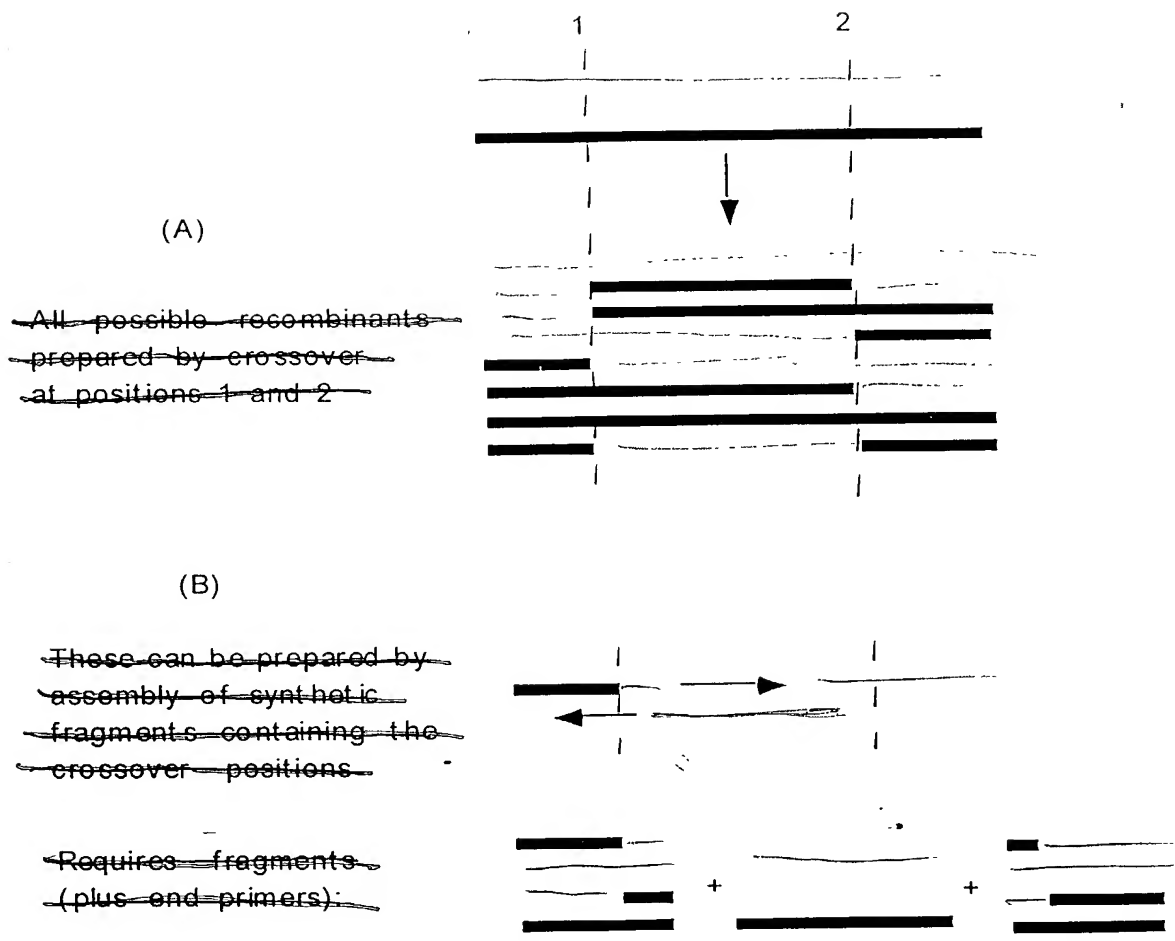 1 2
(A)
All possible recombinants
prepared by crossover
at positions 1 and 2
(B)
These can be prepared by
assembly of synthetic
fragments containing the
crossover positions
Requires fragments
(plus end primers):
+ +